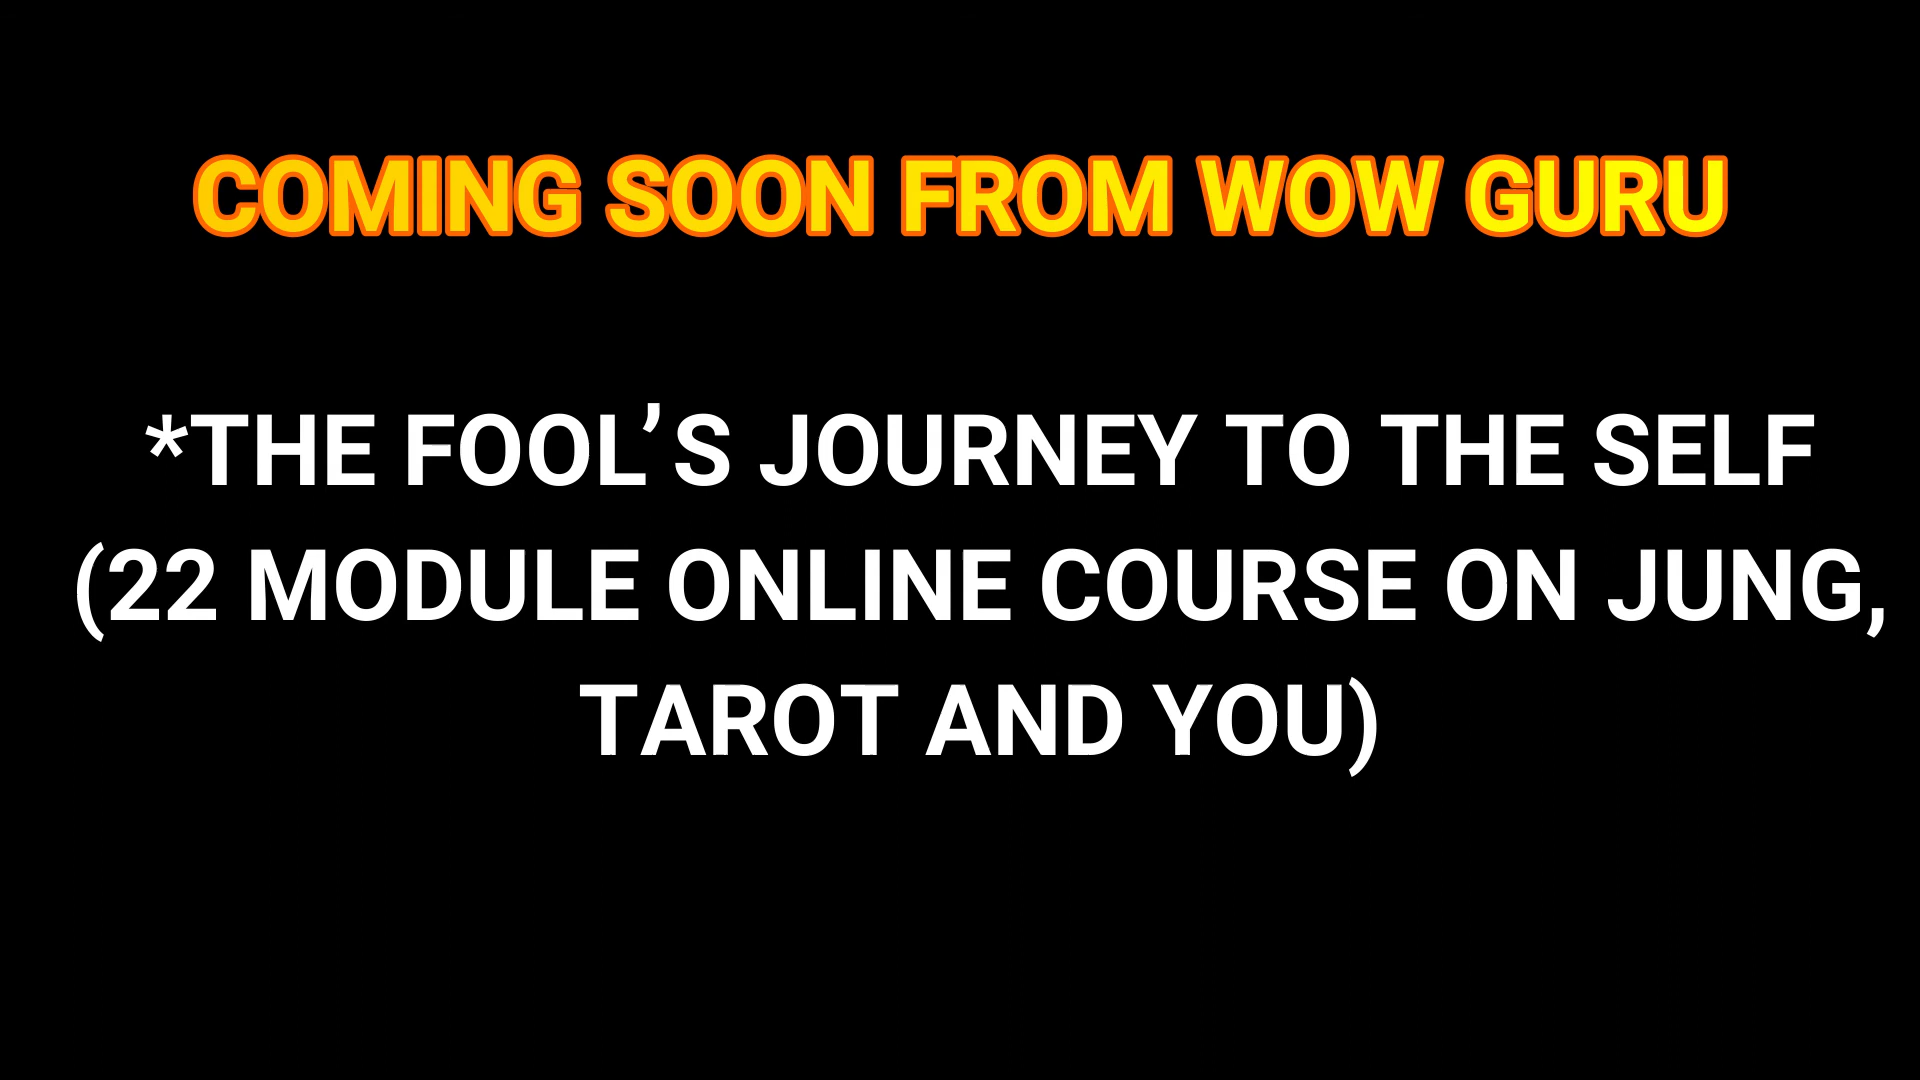 COMING SOON FROM WOW GURU
*THE FOOL’S JOURNEY TO THE SELF
(22 MODULE ONLINE COURSE ON JUNG,
TAROT AND YOU)